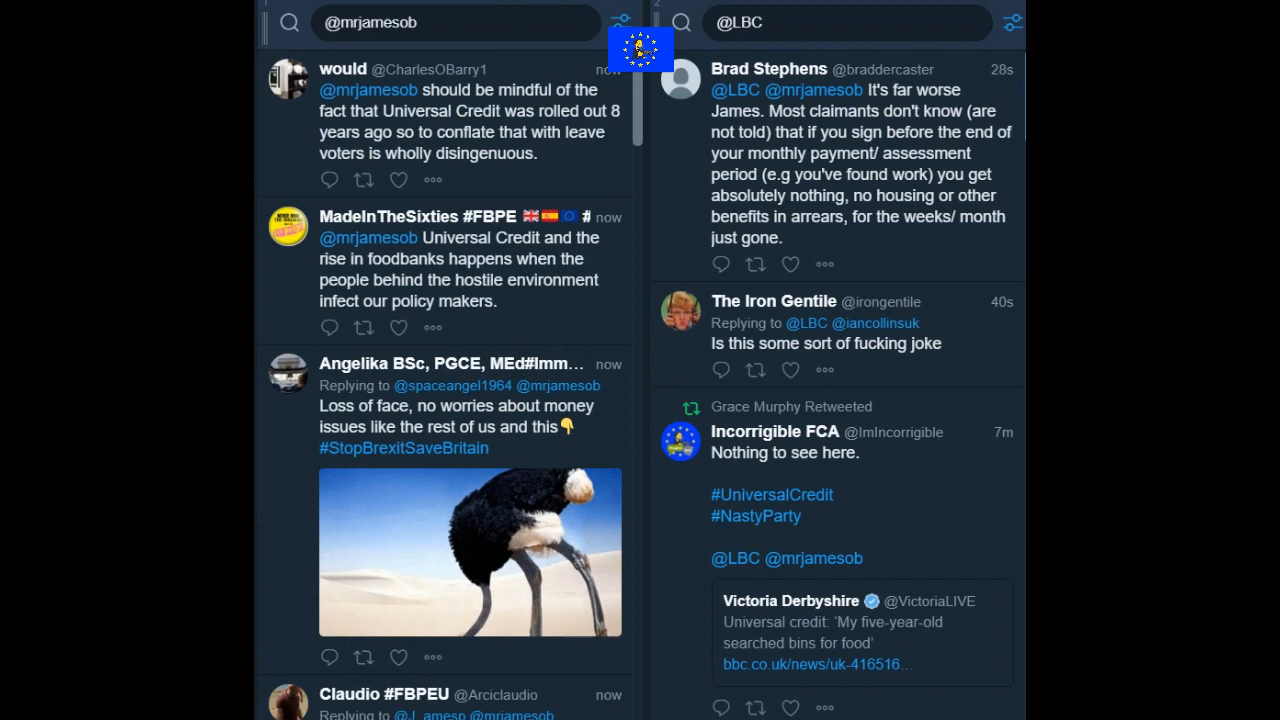 @mrjamesob
would @CharlesOBarry1 now
@mrjamesob should be mindful of the
fact that Universal Credit was rolled out 8
years ago so to conflate that with leave
voters is wholly disingenuous.
MadeInTheSixties #FBPE 🇬🇧🇪🇸🇪🇺 # now
@mrjamesob Universal Credit and the
rise in foodbanks happens when the
people behind the hostile environment
infect our policy makers.
Angelika BSc, PGCE, MEd#Imm... now
Replying to @spaceangel1964 @mrjamesob
Loss of face, no worries about money
issues like the rest of us and this👇
#StopBrexitSaveBritain
Claudio #FBPEU @Arciclaudio now
Replying to @J_amesp @mrjamesob
2
@LBC
Brad Stephens @braddercaster 28s
@LBC @mrjamesob It's far worse
James. Most claimants don't know (are
not told) that if you sign before the end of
your monthly payment/ assessment
period (e.g you've found work) you get
absolutely nothing, no housing or other
benefits in arrears, for the weeks/ month
just gone.
The Iron Gentile @irongentile 40s
Replying to @LBC @iancollinsuk
Is this some sort of fucking joke
Grace Murphy Retweeted
Incorrigible FCA @ImIncorrigible 7m
Nothing to see here.
#UniversalCredit
#NastyParty
@LBC @mrjamesob
Victoria Derbyshire @VictoriaLIVE
Universal credit: 'My five-year-old
searched bins for food'
bbc.co.uk/news/uk-416516...